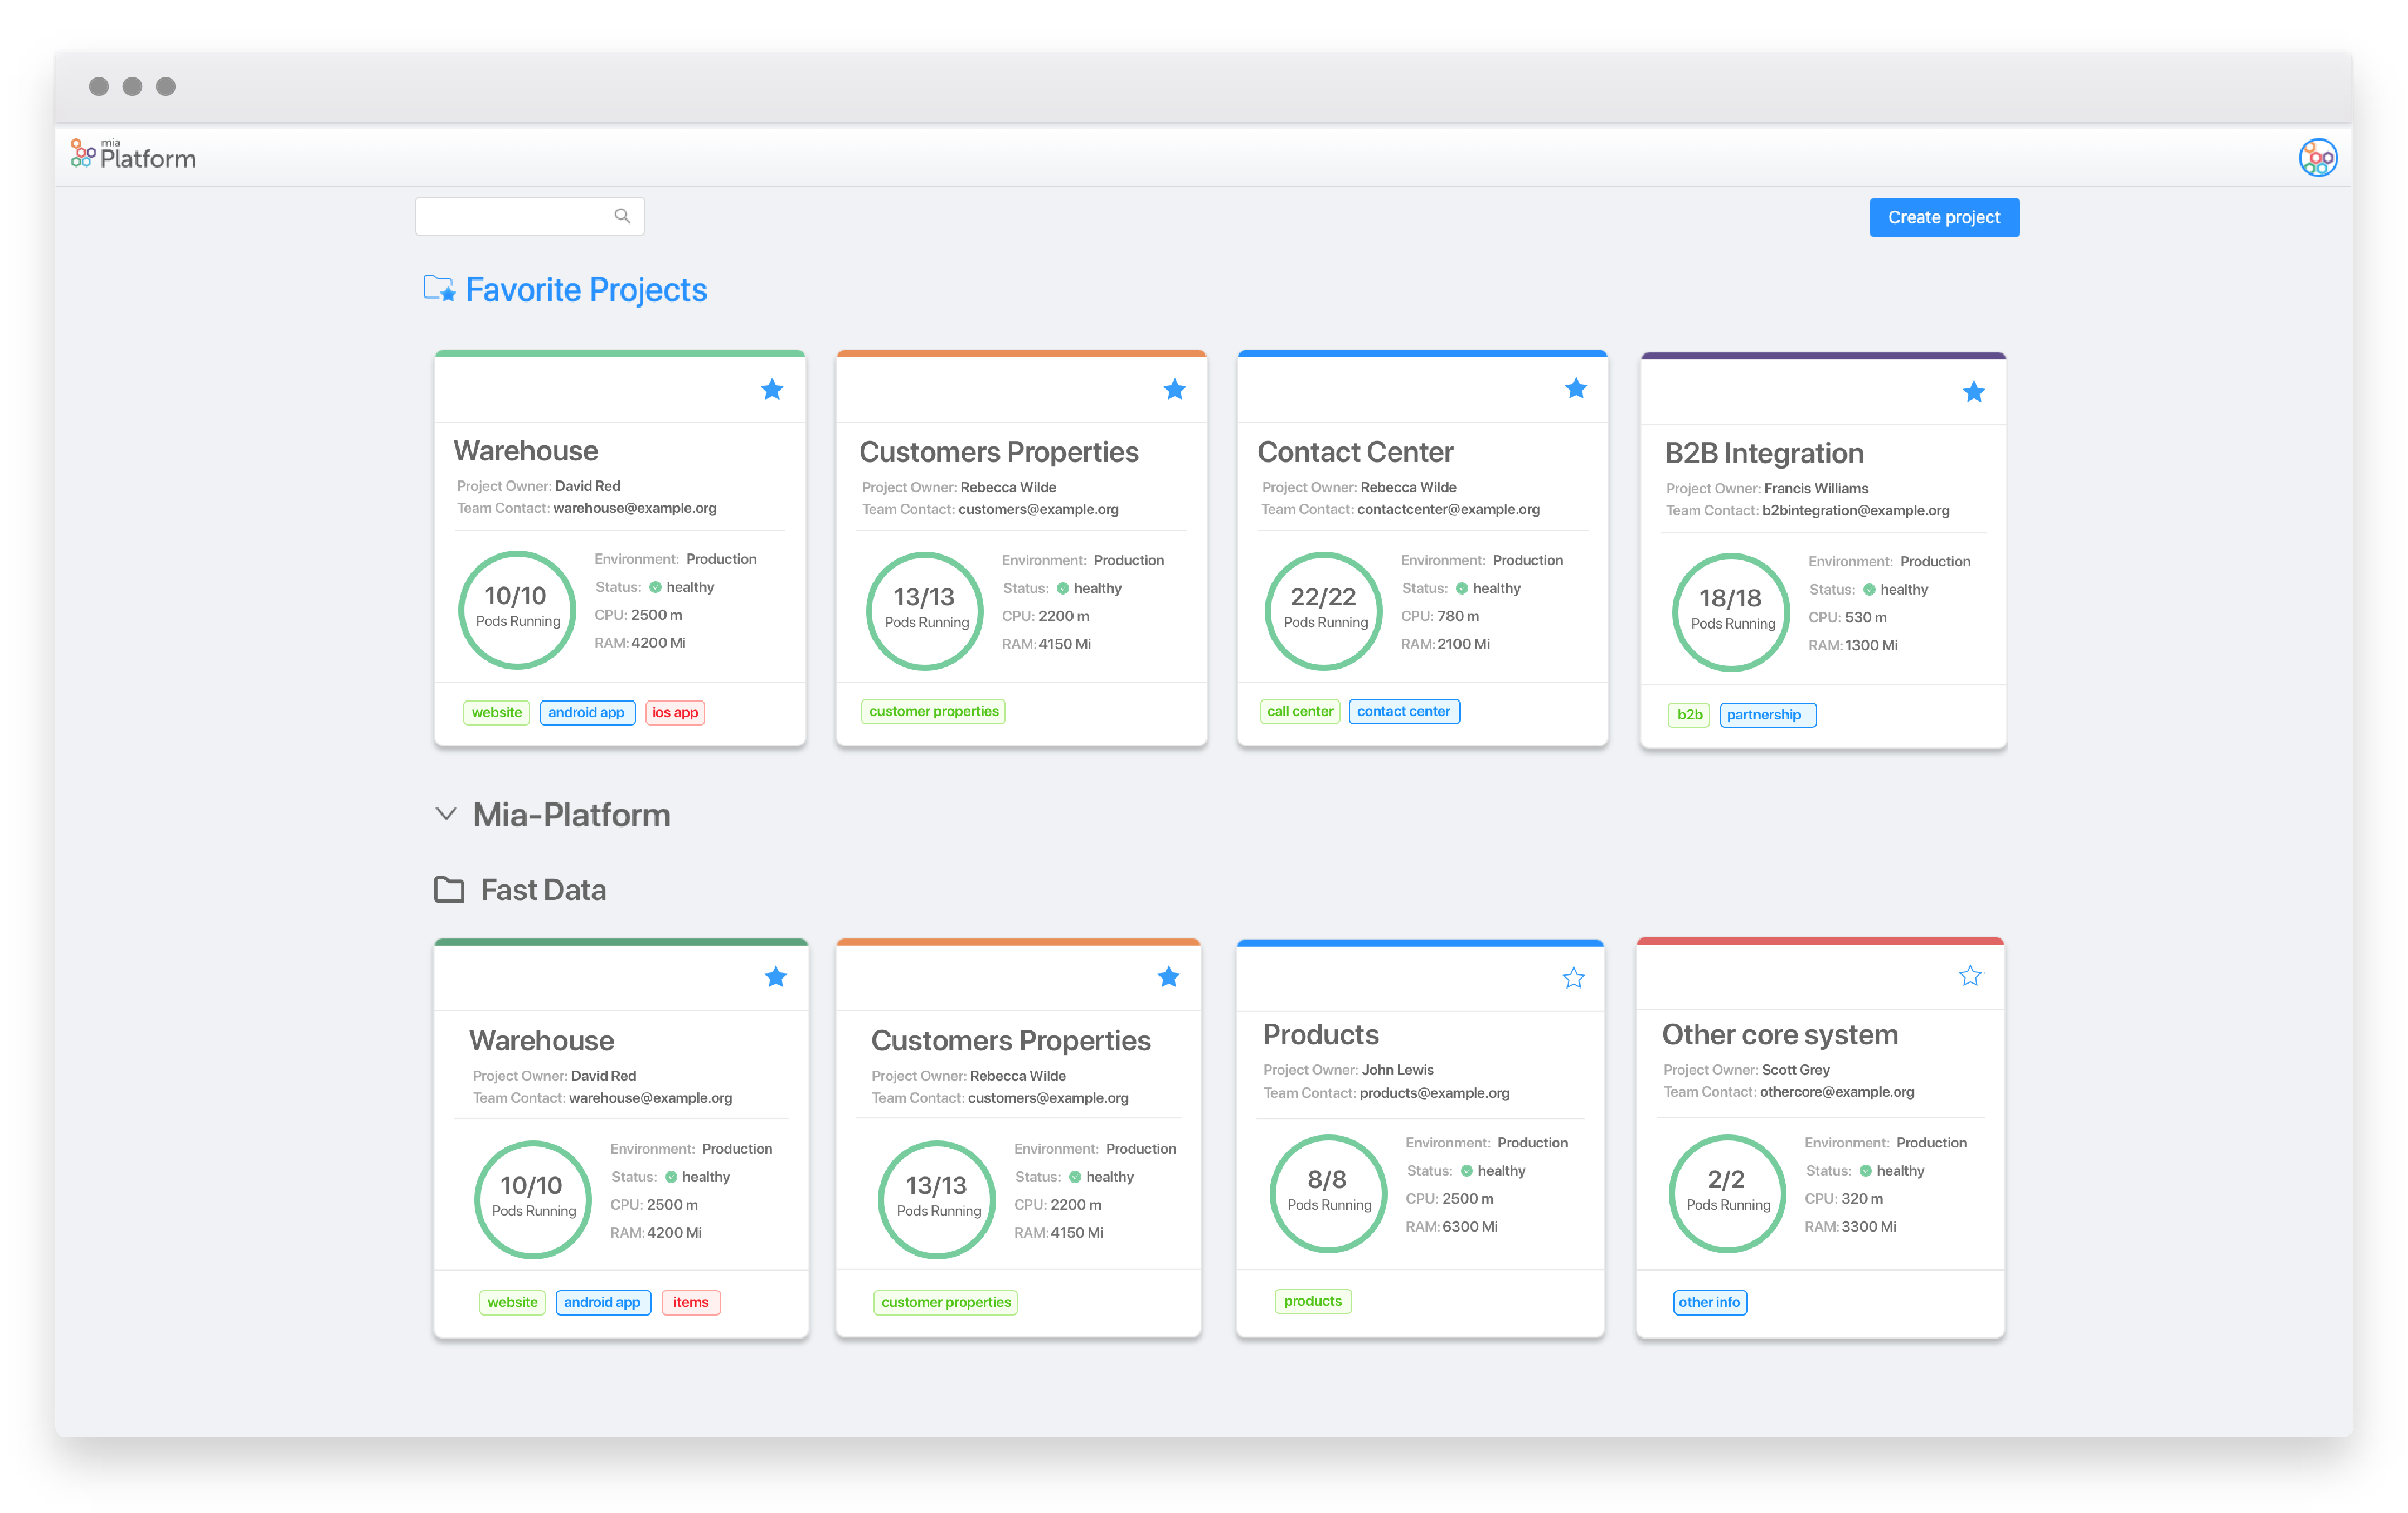 mia
Platform
Create project
Favorite Projects
Warehouse
Project Owner: David Red
Team Contact: warehouse@example.org
10/10
Pods Running
Environment: Production
Status: healthy
CPU: 2500 m
RAM: 4200 Mi
website android app ios app
Customers Properties
Project Owner: Rebecca Wilde
Team Contact: customers@example.org
13/13
Pods Running
Environment: Production
Status: healthy
CPU: 2200 m
RAM: 4150 Mi
customer properties
Contact Center
Project Owner: Rebecca Wilde
Team Contact: contactcenter@example.org
22/22
Pods Running
Environment: Production
Status: healthy
CPU: 780 m
RAM: 2100 Mi
call center contact center
B2B Integration
Project Owner: Francis Williams
Team Contact: b2bintegration@example.org
18/18
Pods Running
Environment: Production
Status: healthy
CPU: 530 m
RAM: 1300 Mi
b2b partnership
Mia-Platform
Fast Data
Warehouse
Project Owner: David Red
Team Contact: warehouse@example.org
10/10
Pods Running
Environment: Production
Status: healthy
CPU: 2500 m
RAM: 4200 Mi
website android app items
Customers Properties
Project Owner: Rebecca Wilde
Team Contact: customers@example.org
13/13
Pods Running
Environment: Production
Status: healthy
CPU: 2200 m
RAM: 4150 Mi
customer properties
Products
Project Owner: John Lewis
Team Contact: products@example.org
8/8
Pods Running
Environment: Production
Status: healthy
CPU: 2500 m
RAM: 6300 Mi
products
Other core system
Project Owner: Scott Grey
Team Contact: othercore@example.org
2/2
Pods Running
Environment: Production
Status: healthy
CPU: 320 m
RAM: 3300 Mi
other info